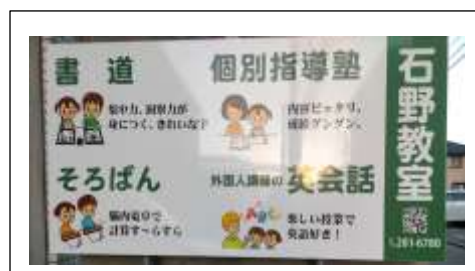 書道
集中力、洞察力が
身につく、きれいな字
個別指導塾
内容ピッタリ。
成績グングン。
そろばん
脳内電卓で
計算す〜らすら
外国人講師の英会話
ABC
楽しい授業で
英語好き!
石野教室
261-6780